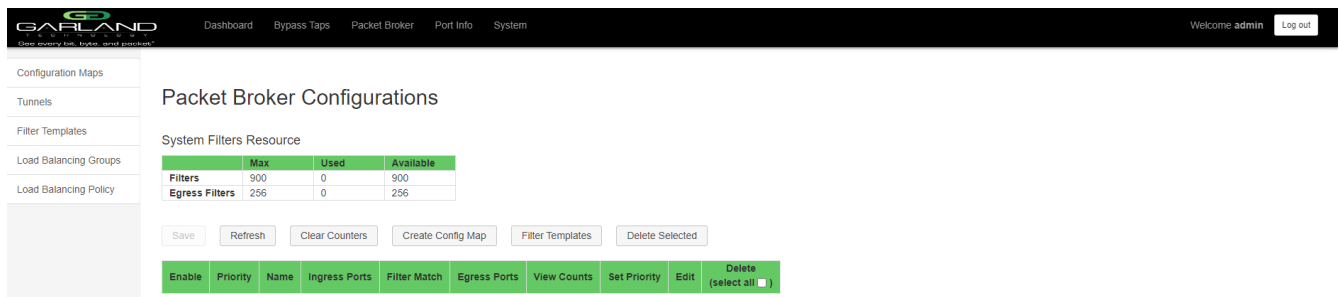 GARLAND
TECHNOLOGY
See every bit, byte, and packet®
Dashboard Bypass Taps Packet Broker Port Info System
Welcome admin Log out
Configuration Maps
Tunnels
Filter Templates
Load Balancing Groups
Load Balancing Policy
Packet Broker Configurations
System Filters Resource
Max Used Available
Filters 900 0 900
Egress Filters 256 0 256
Save Refresh Clear Counters Create Config Map Filter Templates Delete Selected
Enable Priority Name Ingress Ports Filter Match Egress Ports View Counts Set Priority Edit Delete
(select all )